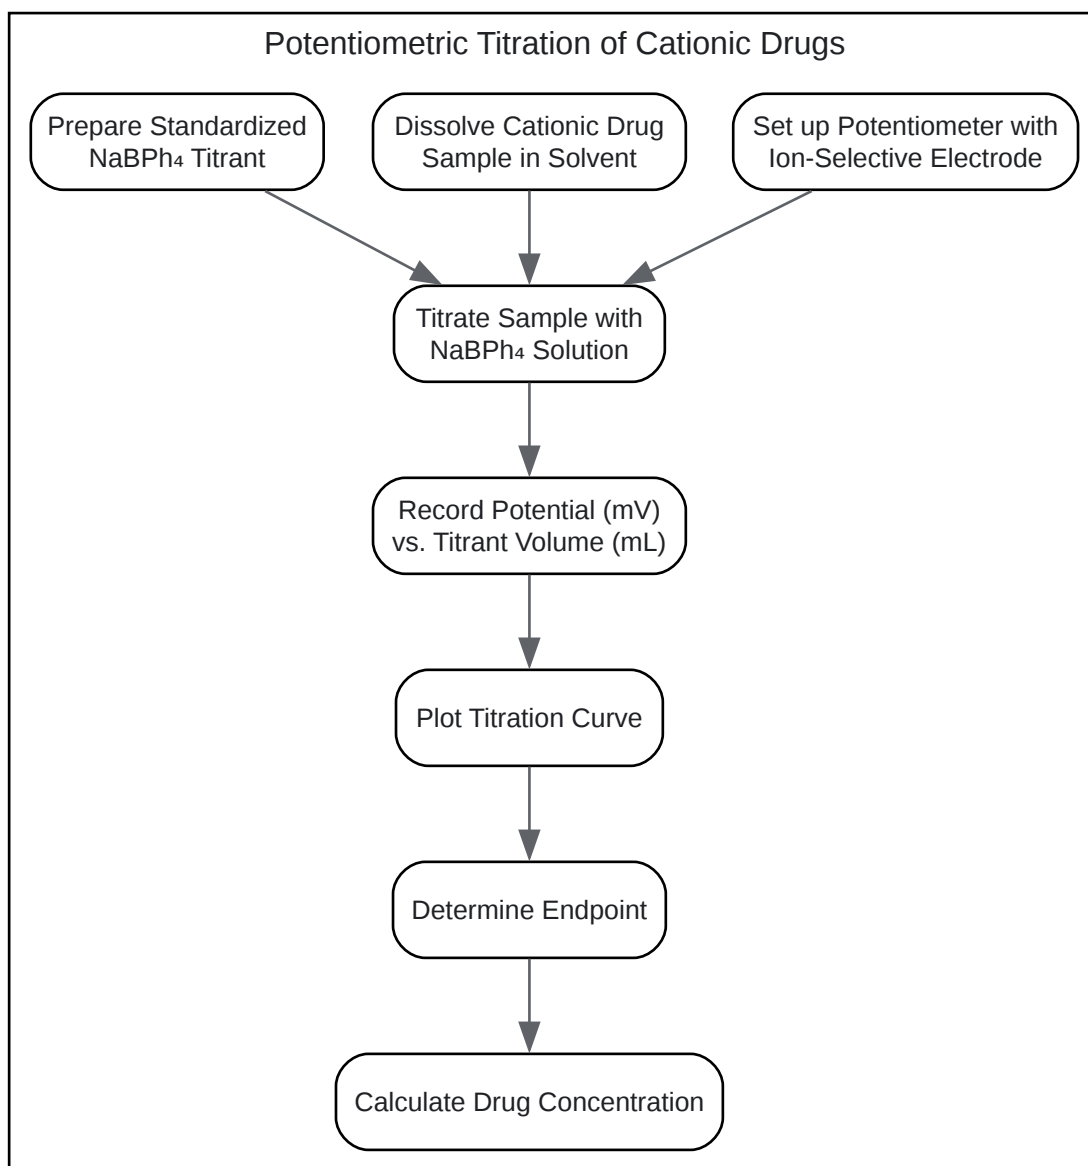 Potentiometric Titration of Cationic Drugs
Prepare Standardized
NaBPh₄ Titrant
Dissolve Cationic Drug
Sample in Solvent
Set up Potentiometer with
Ion-Selective Electrode
Titrate Sample with
NaBPh₄ Solution
Record Potential (mV)
vs. Titrant Volume (mL)
Plot Titration Curve
Determine Endpoint
Calculate Drug Concentration